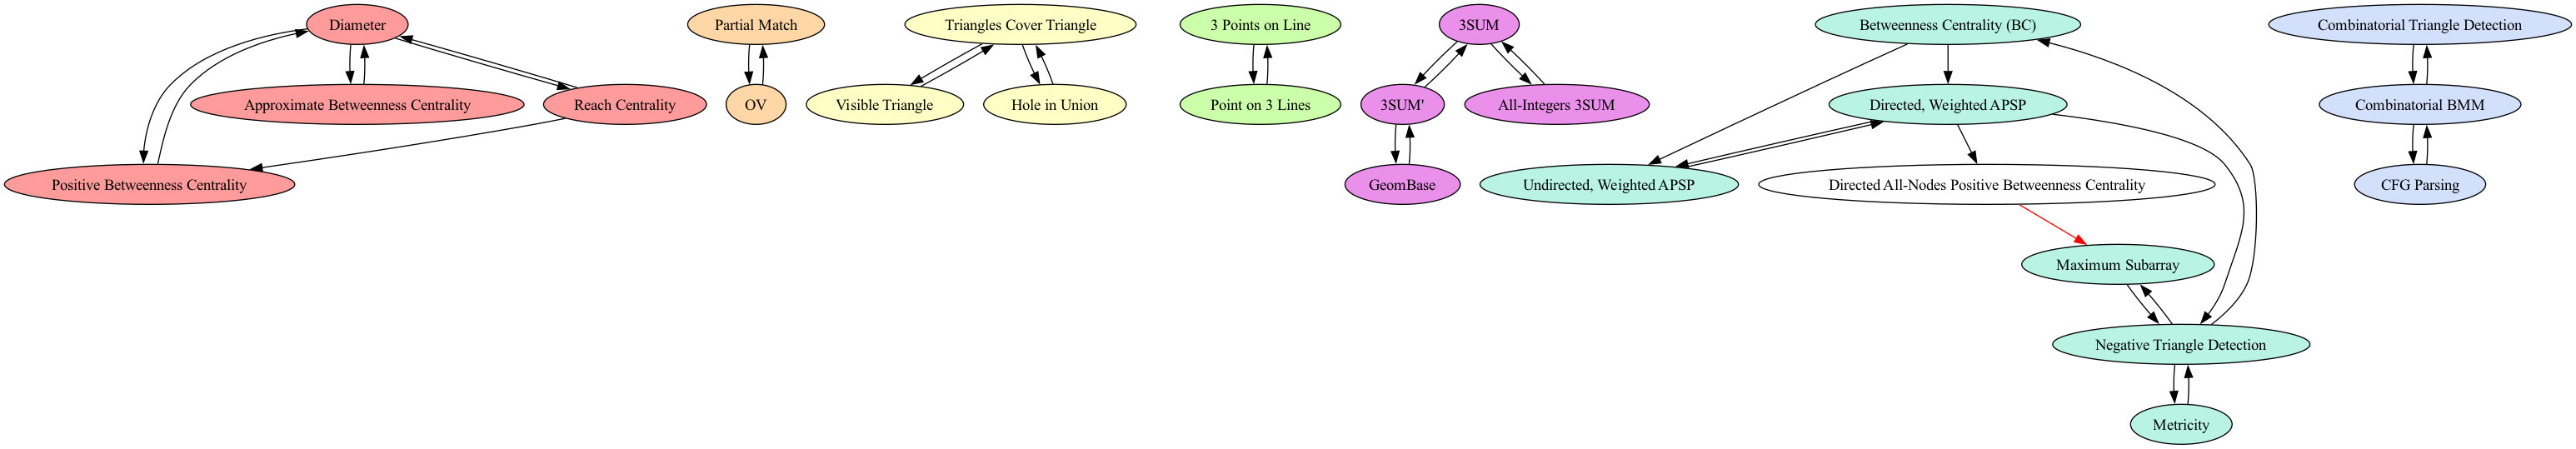 Diameter
Partial Match
Triangles Cover Triangle
3 Points on Line
3SUM
Betweenness Centrality (BC)
Combinatorial Triangle Detection
Approximate Betweenness Centrality
Reach Centrality
OV
Visible Triangle
Hole in Union
Point on 3 Lines
3SUM'
All-Integers 3SUM
Directed, Weighted APSP
Combinatorial BMM
Positive Betweenness Centrality
GeomBase
Undirected, Weighted APSP
Directed All-Nodes Positive Betweenness Centrality
CFG Parsing
Maximum Subarray
Negative Triangle Detection
Metricity